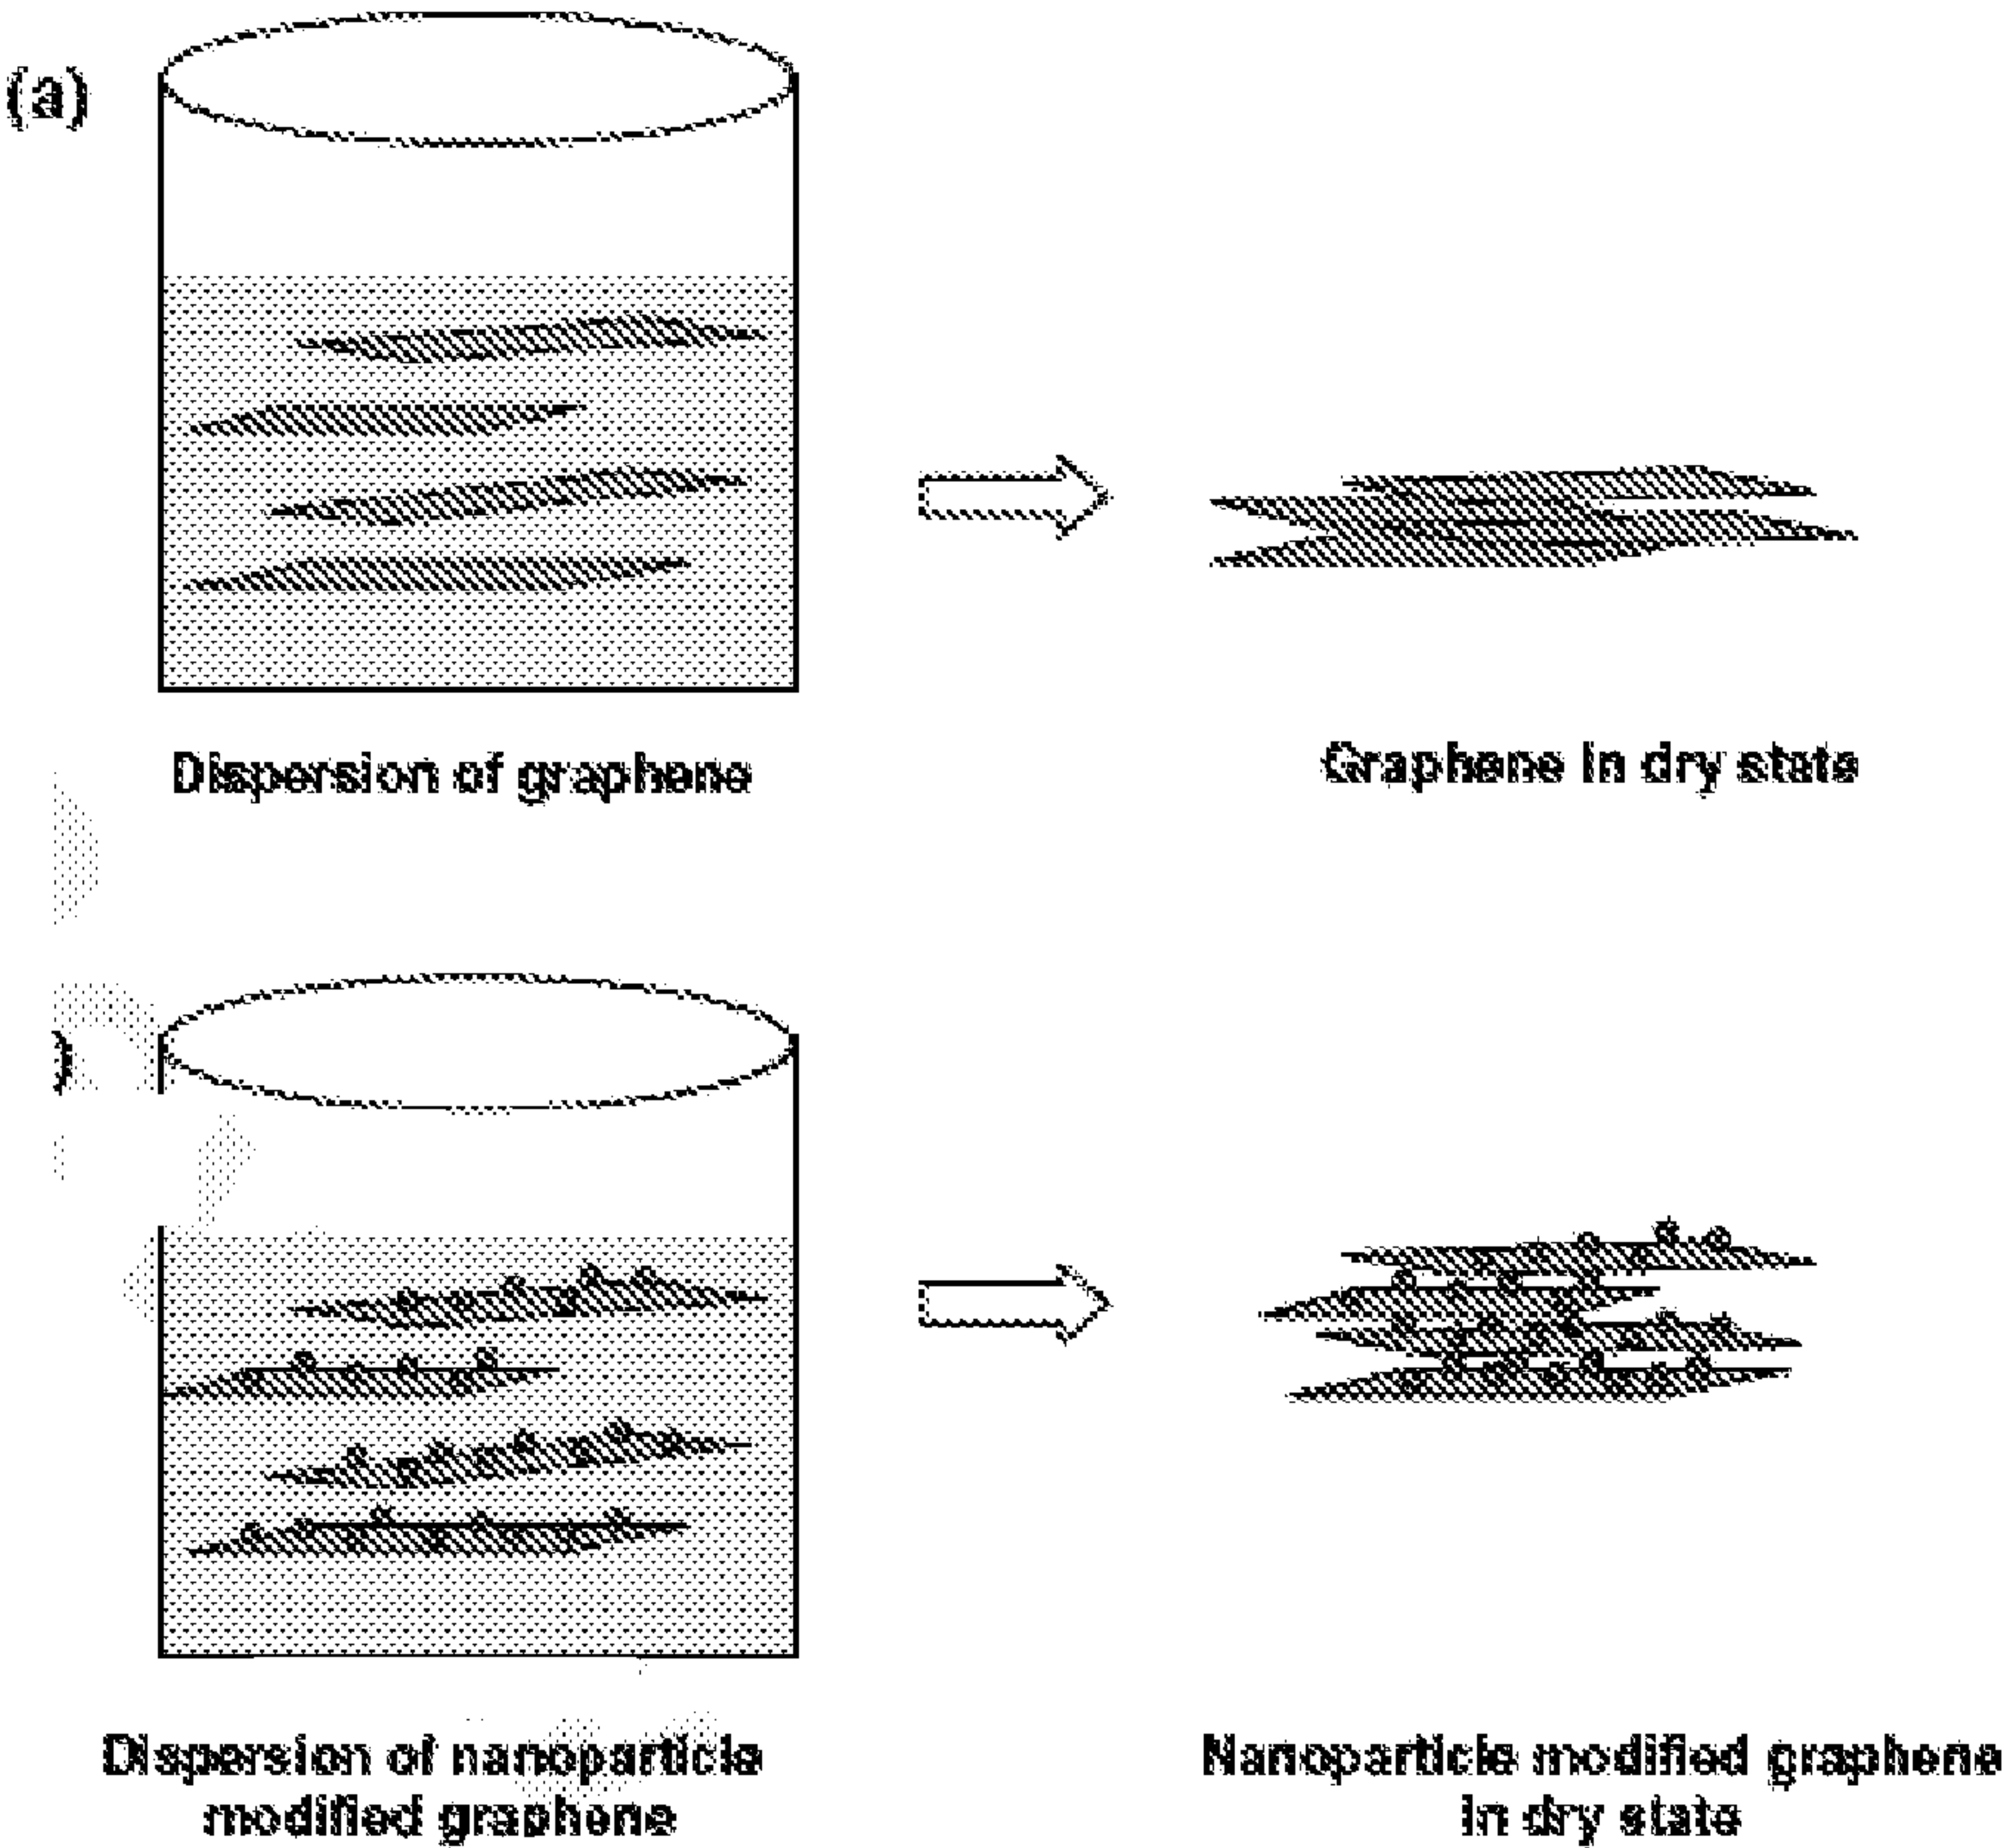 (a)
Dispersion of graphene
Graphene in dry state
)
Dispersion of nanoparticle
modified graphene
Nanoparticle modified graphene
in dry state